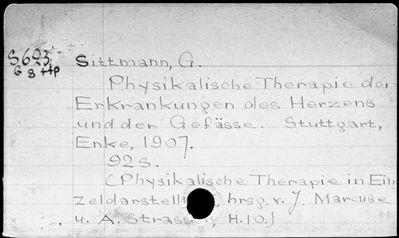 S693 Sittmann, G.
G 8 Hp
Physikalische Therapie der
Erkrankungen des Herzens
und der Gefässe. Stuttgart,
Enke, 1907.
92 s.
(Physikalische Therapie in Ein
zeldarstell hrsg. v. J. Marcuse
u. A. Strasser, H.10.)